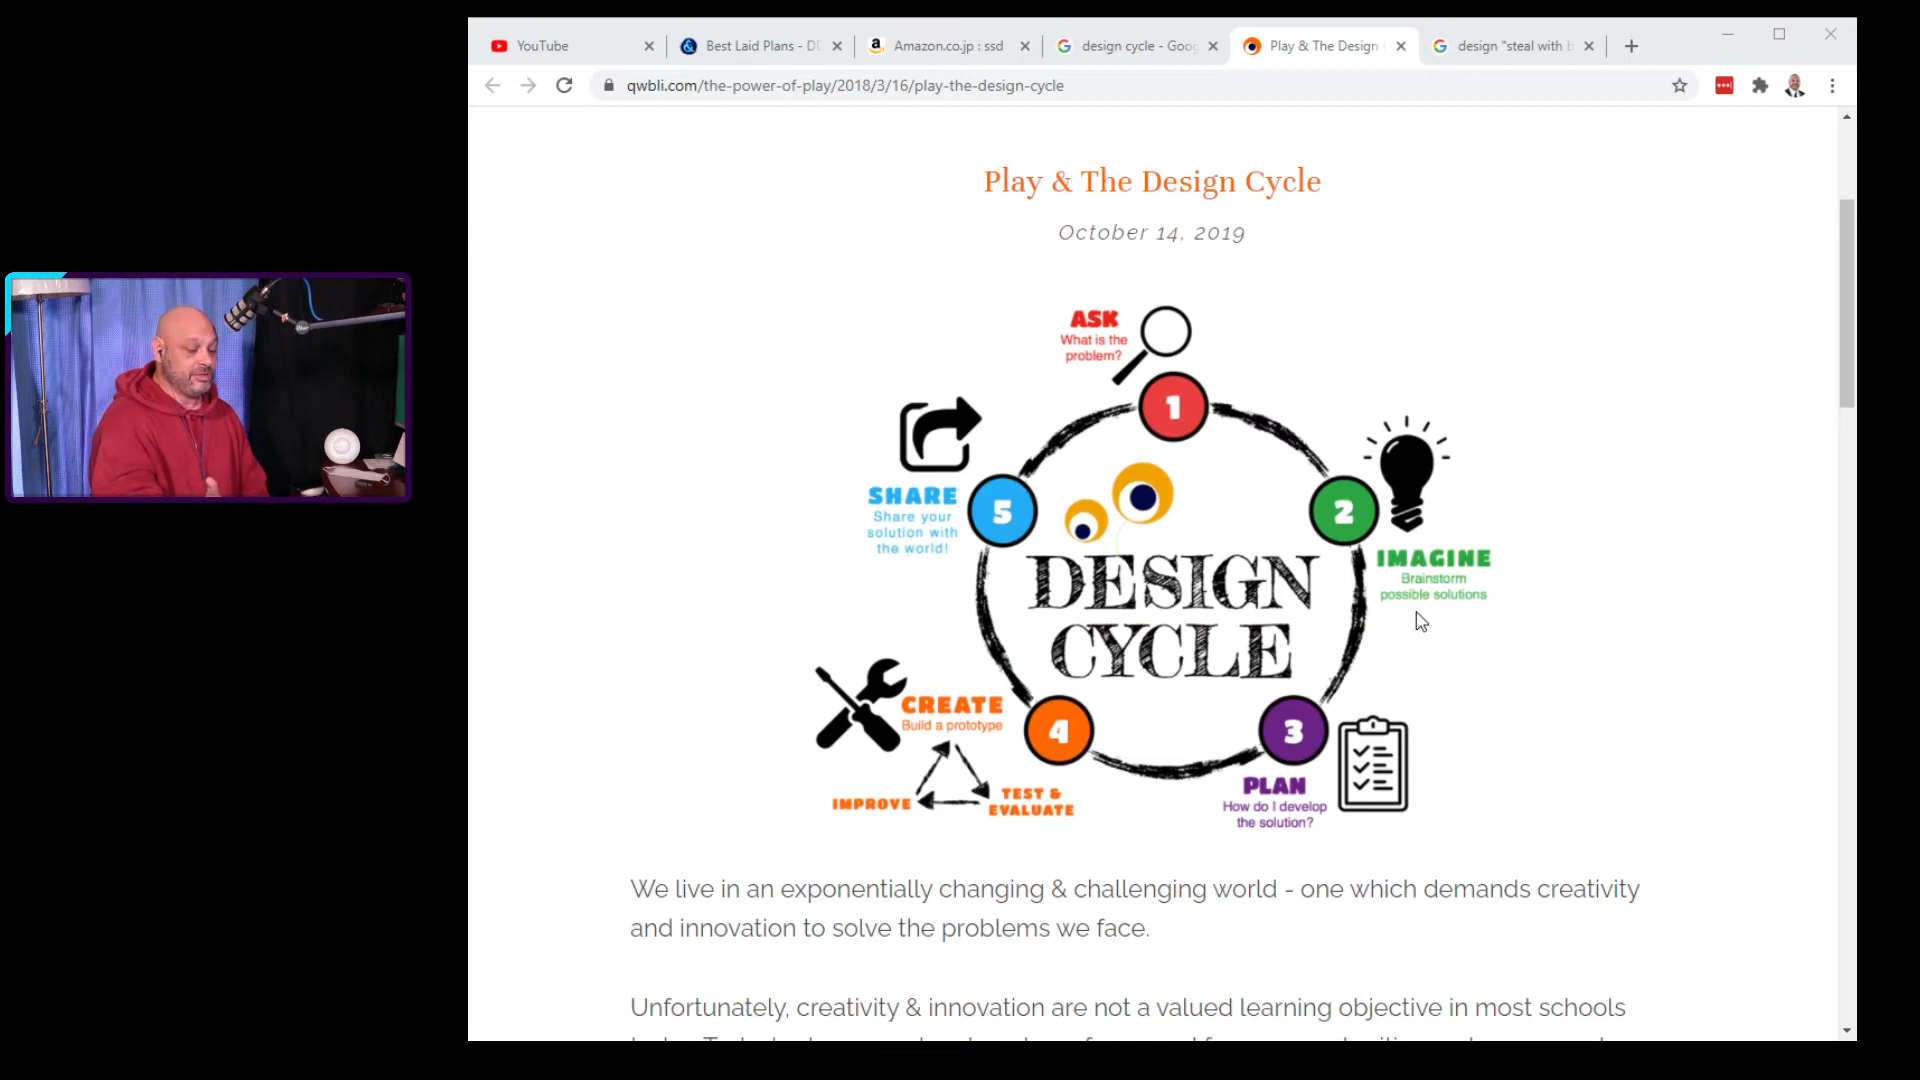 YouTube
Best Laid Plans - D
Amazon.co.jp : ssd
design cycle - Goog
Play & The Design
design "steal with b
qwbli.com/the-power-of-play/2018/3/16/play-the-design-cycle
Play & The Design Cycle
October 14, 2019
ASK
What is the
problem?
1
2
IMAGINE
Brainstorm
possible solutions
SHARE
Share your
solution with
the world!
5
DESIGN
CYCLE
CREATE
Build a prototype
4
IMPROVE
TEST &
EVALUATE
3
PLAN
How do I develop
the solution?
We live in an exponentially changing & challenging world - one which demands creativity
and innovation to solve the problems we face.
Unfortunately, creativity & innovation are not a valued learning objective in most schools